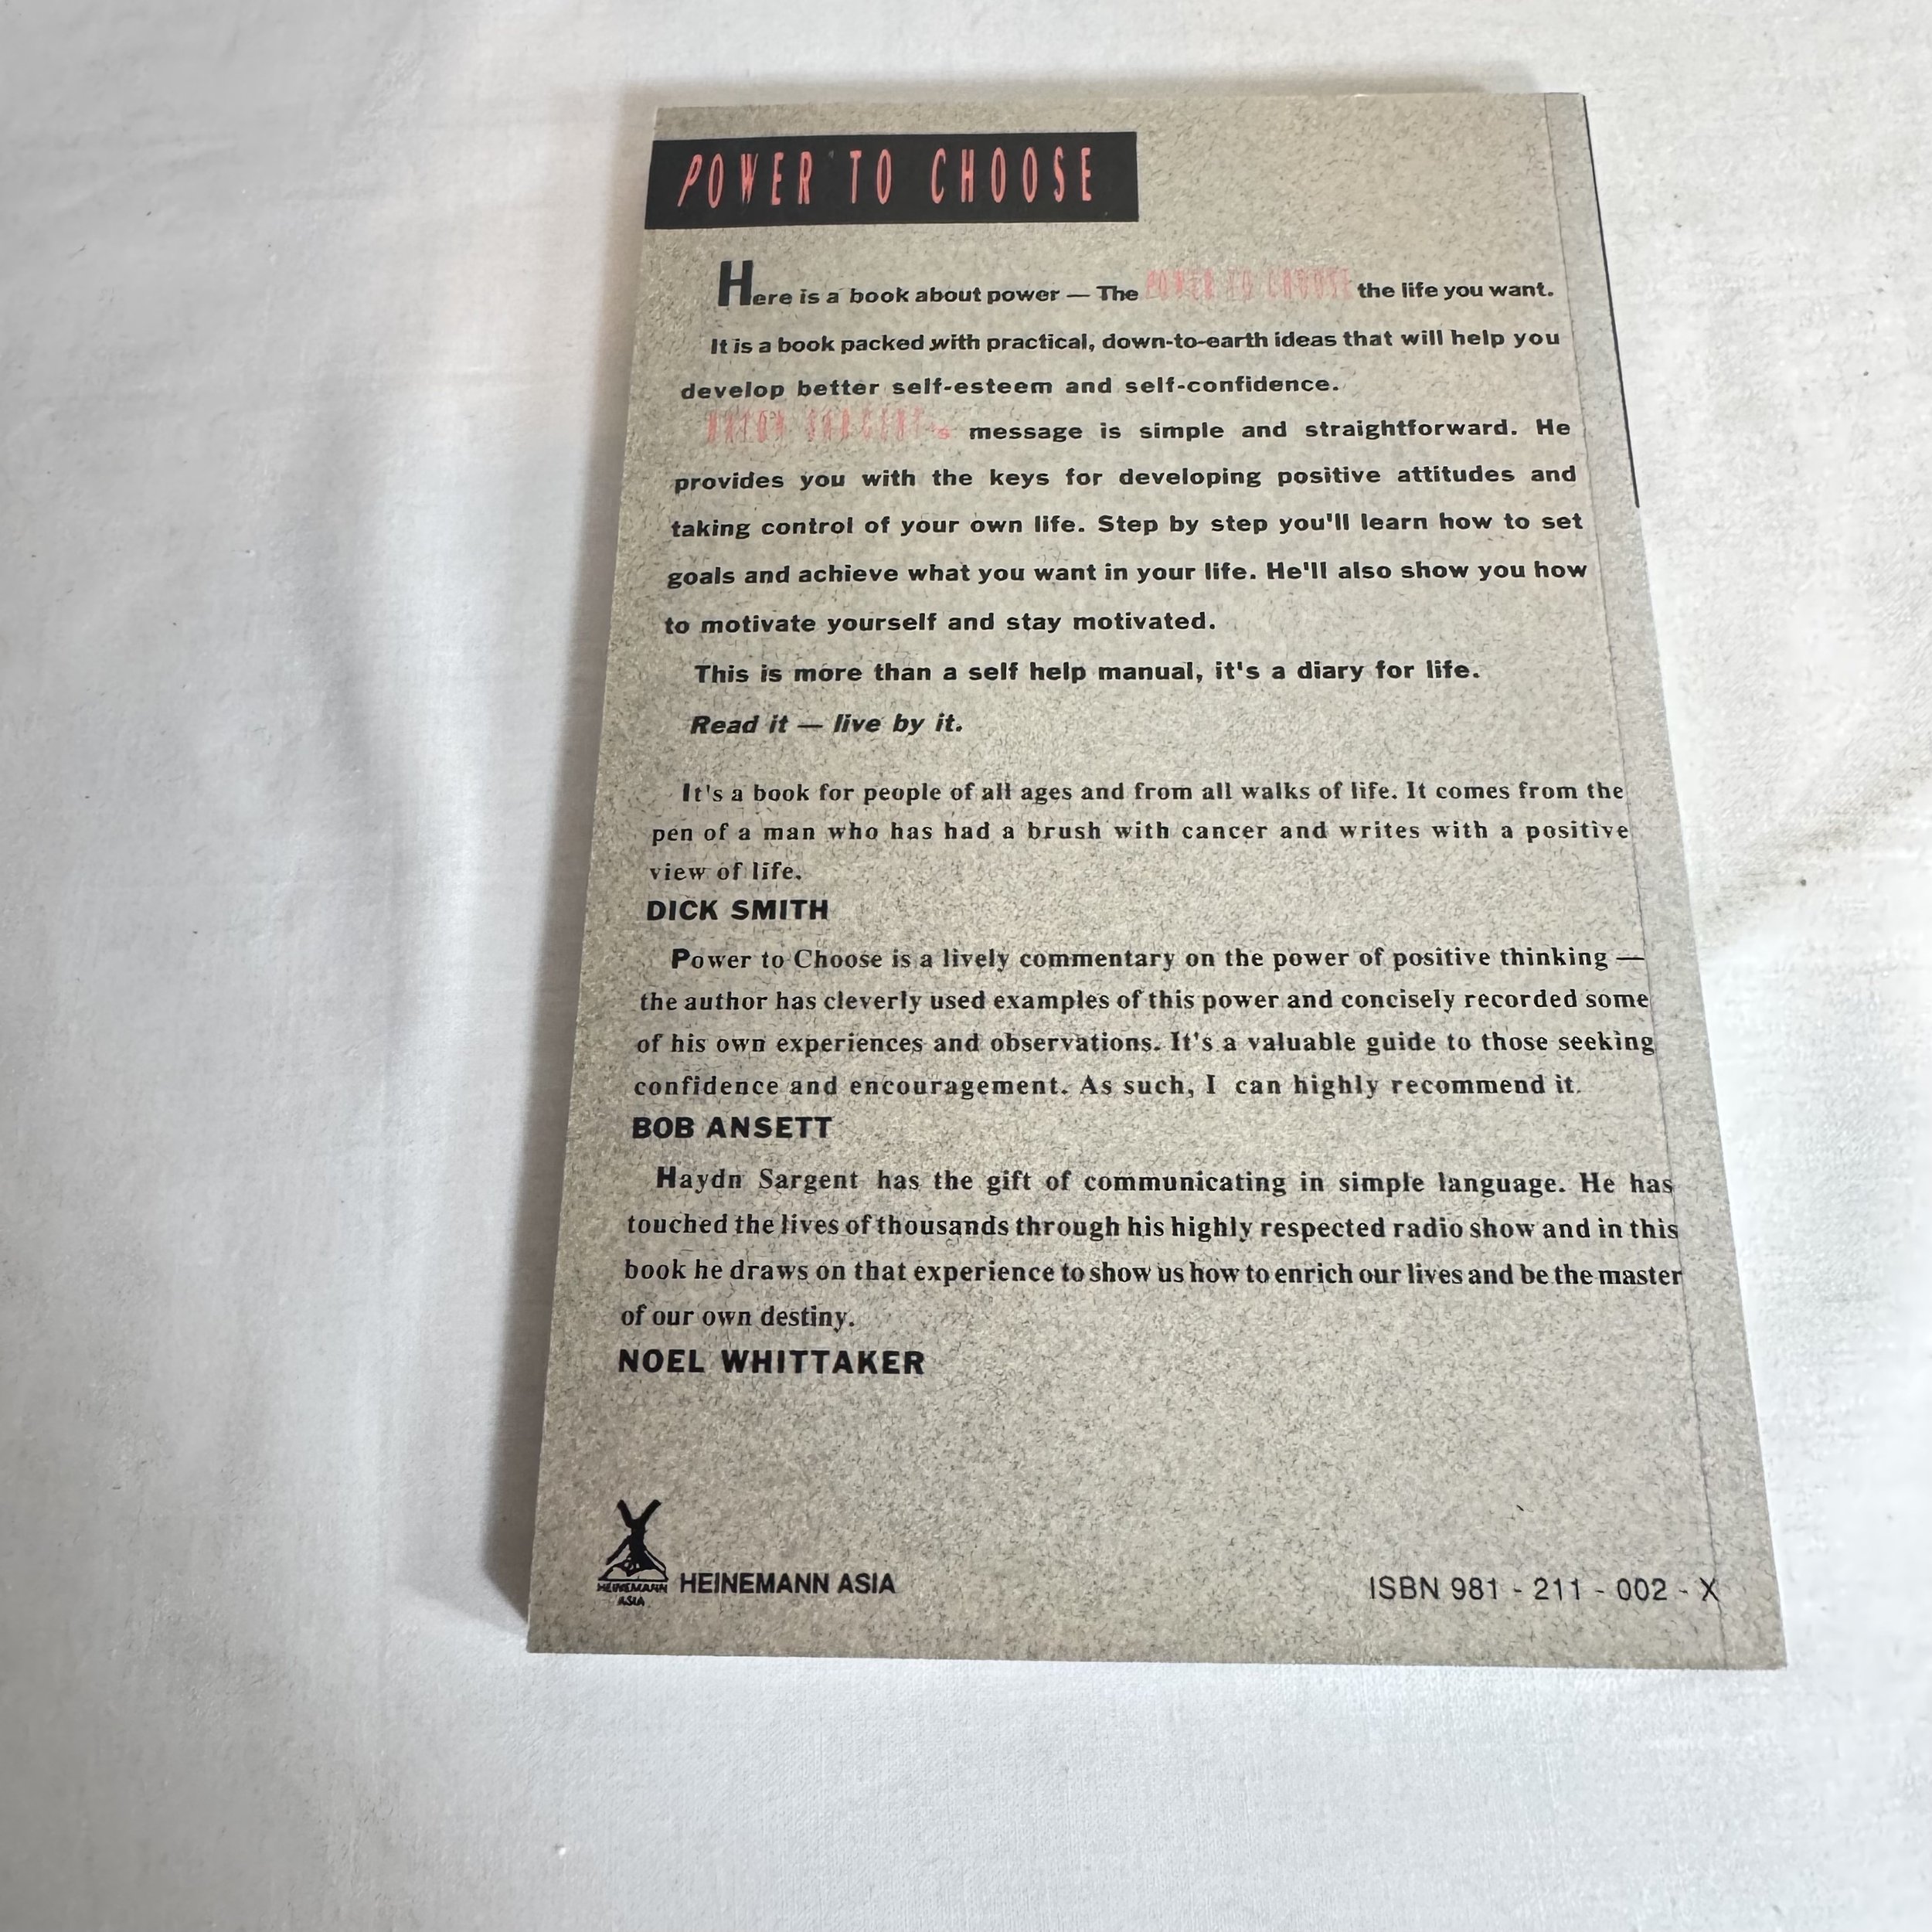 POWER TO CHOOSE
Here is a book about power — The POWER TO CHOOSE the life you want.
It is a book packed with practical, down-to-earth ideas that will help you
develop better self-esteem and self-confidence.
HAYDN SARGENT's message is simple and straightforward. He
provides you with the keys for developing positive attitudes and
taking control of your own life. Step by step you'll learn how to set
goals and achieve what you want in your life. He'll also show you how
to motivate yourself and stay motivated.
This is more than a self help manual, it's a diary for life.
Read it — live by it.
It's a book for people of all ages and from all walks of life. It comes from the
pen of a man who has had a brush with cancer and writes with a positive
view of life.
DICK SMITH
Power to Choose is a lively commentary on the power of positive thinking —
the author has cleverly used examples of this power and concisely recorded some
of his own experiences and observations. It's a valuable guide to those seeking
confidence and encouragement. As such, I can highly recommend it.
BOB ANSETT
Haydn Sargent has the gift of communicating in simple language. He has
touched the lives of thousands through his highly respected radio show and in this
book he draws on that experience to show us how to enrich our lives and be the master
of our own destiny.
NOEL WHITTAKER
HEINEMANN
ASIA
HEINEMANN ASIA
ISBN 981 - 211 - 002 - X